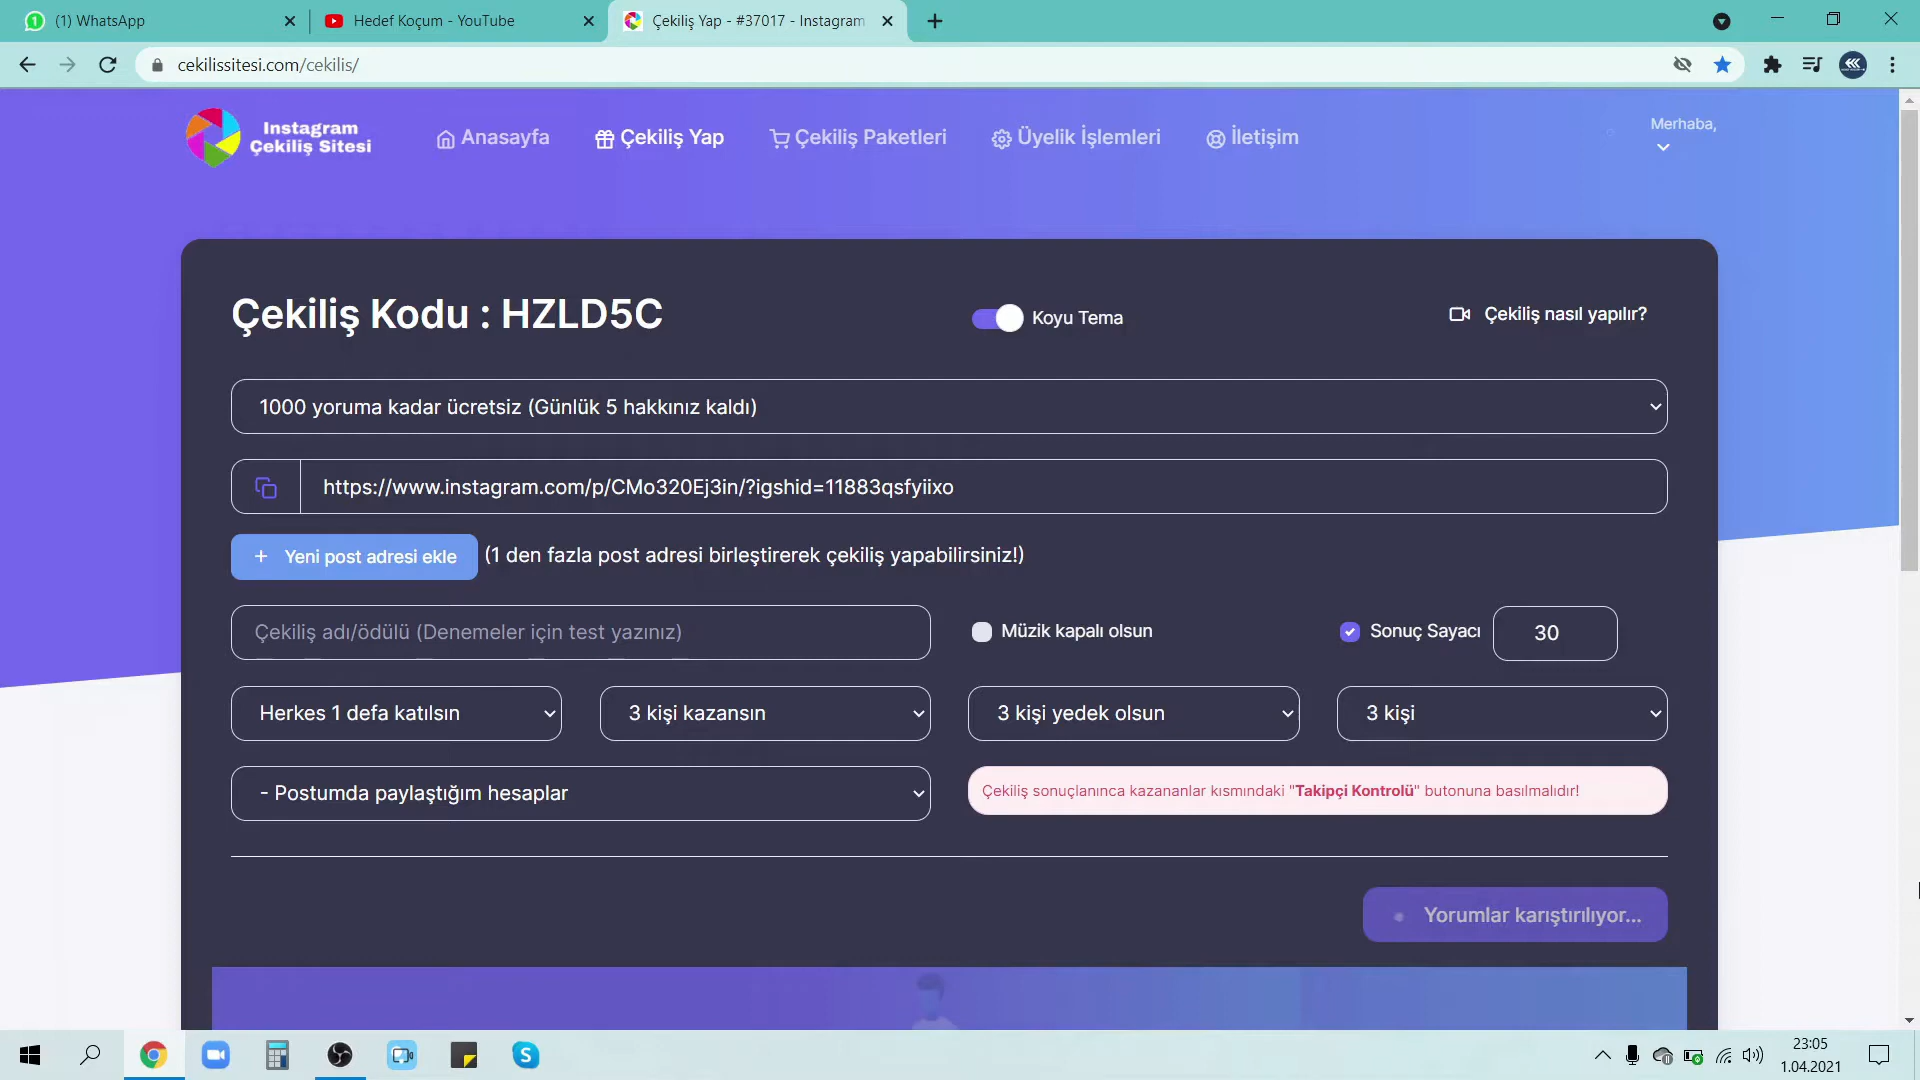 (1) WhatsApp
Hedef Koçum - YouTube
Çekiliş Yap - #37017 - Instagram
cekilissitesi.com/cekilis/
Instagram
Çekiliş Sitesi
Anasayfa
Çekiliş Yap
Çekiliş Paketleri
Üyelik İşlemleri
İletişim
Merhaba,
Çekiliş Kodu : HZLD5C
Koyu Tema
Çekiliş nasıl yapılır?
1000 yoruma kadar ücretsiz (Günlük 5 hakkınız kaldı)
https://www.instagram.com/p/CMo320Ej3in/?igshid=11883qsfyiixo
+ Yeni post adresi ekle
(1 den fazla post adresi birleştirerek çekiliş yapabilirsiniz!)
Çekiliş adı/ödülü (Denemeler için test yazınız)
Müzik kapalı olsun
Sonuç Sayacı
30
Herkes 1 defa katılsın
3 kişi kazansın
3 kişi yedek olsun
3 kişi
- Postumda paylaştığım hesaplar
Çekiliş sonuçlanınca kazananlar kısmındaki "Takipçi Kontrolü" butonuna basılmalıdır!
Yorumlar karıştırılıyor...
23:05
1.04.2021